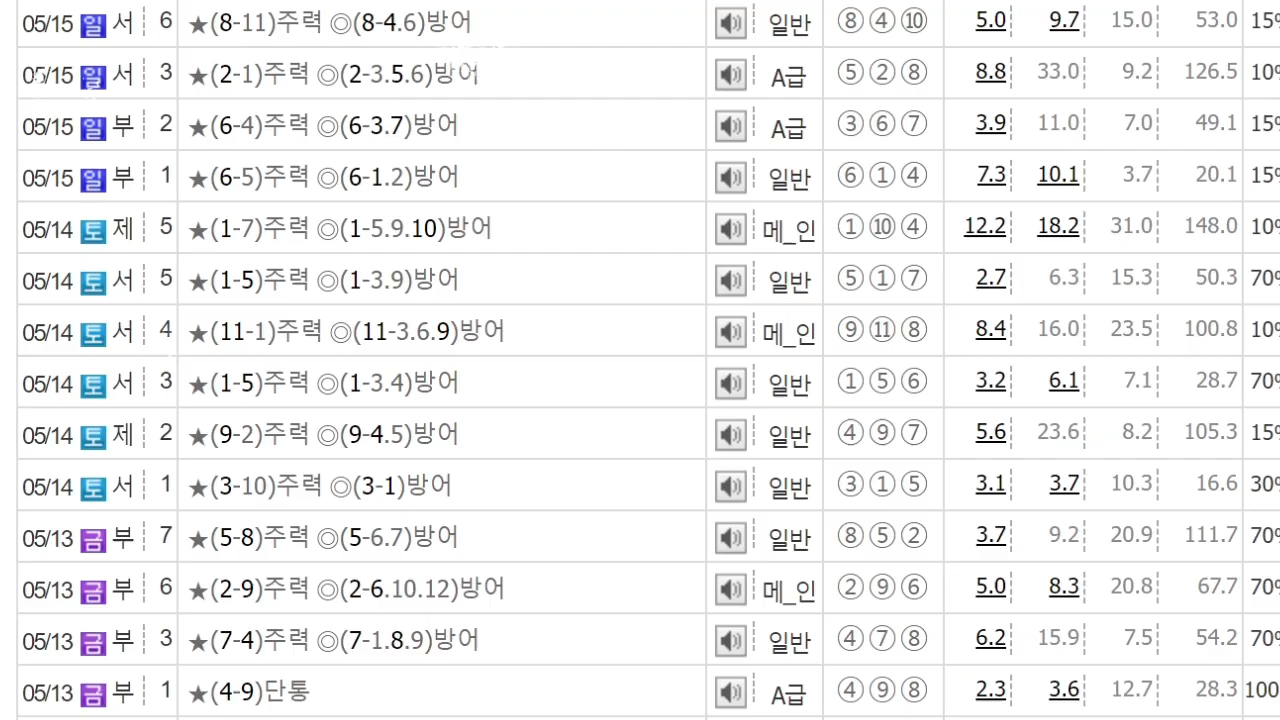 05/15 일 서 6 ★(8-11)주력 ◎(8-4.6)방어 일반 ⑧④⑩ 5.0 9.7 15.0 53.0 15%
05/15 일 서 3 ★(2-1)주력 ◎(2-3.5.6)방어 A급 ⑤②⑧ 8.8 33.0 9.2 126.5 10%
05/15 일 부 2 ★(6-4)주력 ◎(6-3.7)방어 A급 ③⑥⑦ 3.9 11.0 7.0 49.1 15%
05/15 일 부 1 ★(6-5)주력 ◎(6-1.2)방어 일반 ⑥①④ 7.3 10.1 3.7 20.1 15%
05/14 토 제 5 ★(1-7)주력 ◎(1-5.9.10)방어 메_인 ①⑩④ 12.2 18.2 31.0 148.0 10%
05/14 토 서 5 ★(1-5)주력 ◎(1-3.9)방어 일반 ⑤①⑦ 2.7 6.3 15.3 50.3 70%
05/14 토 서 4 ★(11-1)주력 ◎(11-3.6.9)방어 메_인 ⑨⑪⑧ 8.4 16.0 23.5 100.8 10%
05/14 토 서 3 ★(1-5)주력 ◎(1-3.4)방어 일반 ①⑤⑥ 3.2 6.1 7.1 28.7 70%
05/14 토 제 2 ★(9-2)주력 ◎(9-4.5)방어 일반 ④⑨⑦ 5.6 23.6 8.2 105.3 15%
05/14 토 서 1 ★(3-10)주력 ◎(3-1)방어 일반 ③①⑤ 3.1 3.7 10.3 16.6 30%
05/13 금 부 7 ★(5-8)주력 ◎(5-6.7)방어 일반 ⑧⑤② 3.7 9.2 20.9 111.7 70%
05/13 금 부 6 ★(2-9)주력 ◎(2-6.10.12)방어 메_인 ②⑨⑥ 5.0 8.3 20.8 67.7 70%
05/13 금 부 3 ★(7-4)주력 ◎(7-1.8.9)방어 일반 ④⑦⑧ 6.2 15.9 7.5 54.2 70%
05/13 금 부 1 ★(4-9)단통 A급 ④⑨⑧ 2.3 3.6 12.7 28.3 100